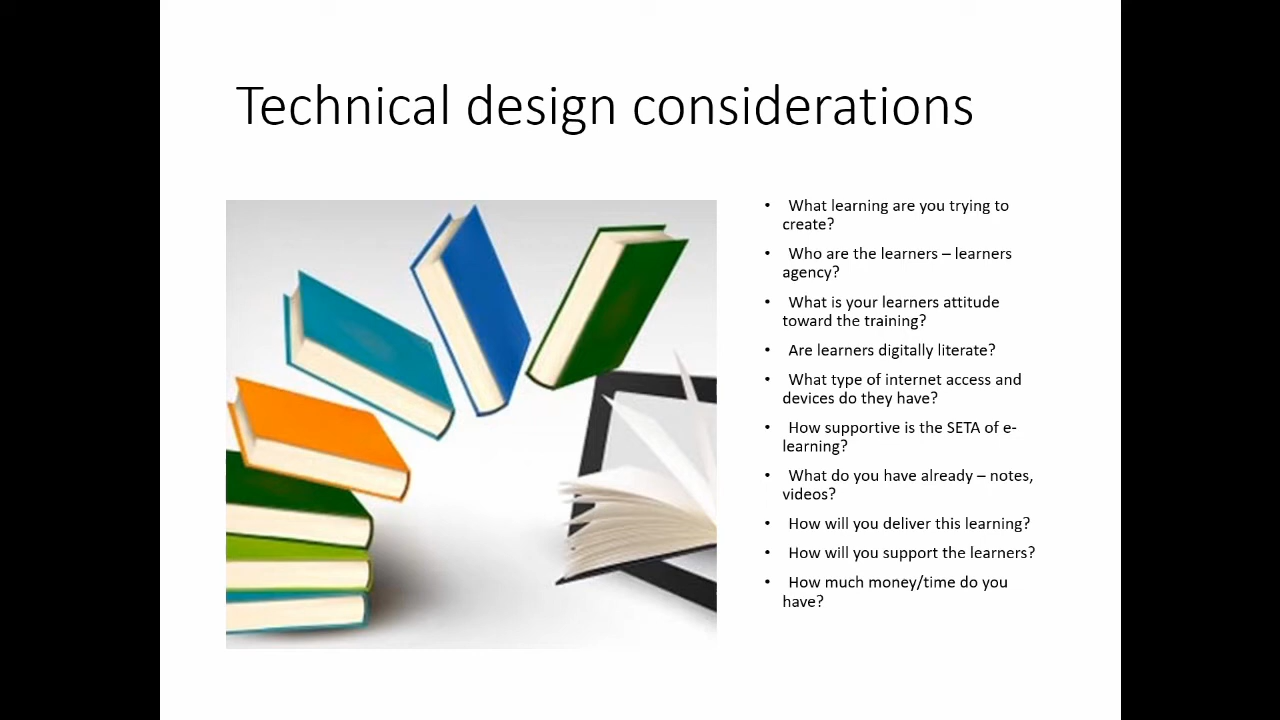 Technical design considerations
• What learning are you trying to
create?
• Who are the learners – learners
agency?
• What is your learners attitude
toward the training?
• Are learners digitally literate?
• What type of internet access and
devices do they have?
• How supportive is the SETA of e-
learning?
• What do you have already – notes,
videos?
• How will you deliver this learning?
• How will you support the learners?
• How much money/time do you
have?